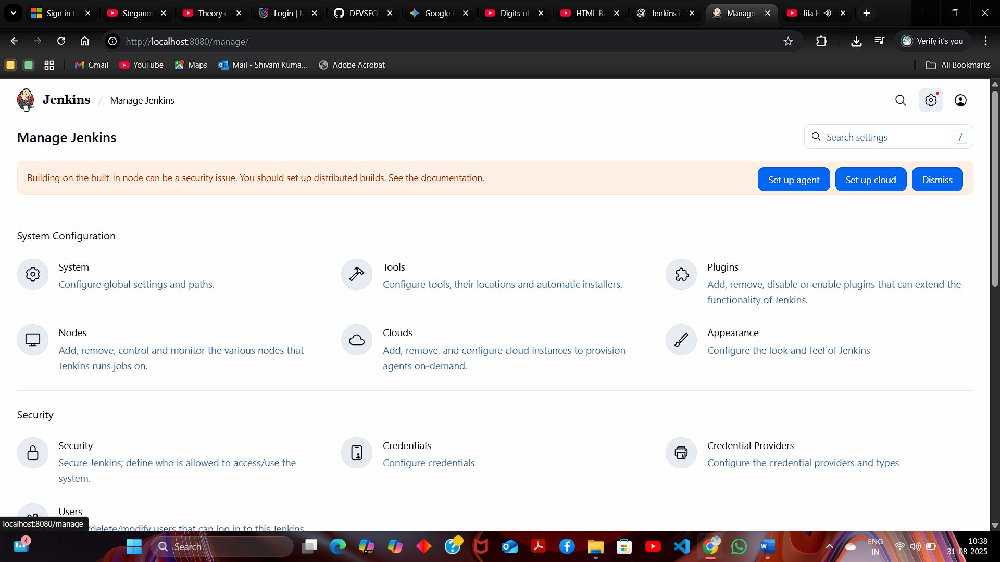 Sign in to
Stegano
Theory o
Login | M
DEVSECO
Google C
Digits of
HTML Ba
Jenkins i
Manage
Jila H
http://localhost:8080/manage/
Verify it's you
Gmail
YouTube
Maps
Mail - Shivam Kuma...
Adobe Acrobat
All Bookmarks
Jenkins / Manage Jenkins
Manage Jenkins
Search settings
/
Building on the built-in node can be a security issue. You should set up distributed builds. See the documentation.
Set up agent
Set up cloud
Dismiss
System Configuration
System
Configure global settings and paths.
Tools
Configure tools, their locations and automatic installers.
Plugins
Add, remove, disable or enable plugins that can extend the
functionality of Jenkins.
Nodes
Add, remove, control and monitor the various nodes that
Jenkins runs jobs on.
Clouds
Add, remove, and configure cloud instances to provision
agents on-demand.
Appearance
Configure the look and feel of Jenkins
Security
Security
Secure Jenkins; define who is allowed to access/use the
system.
Credentials
Configure credentials
Credential Providers
Configure the credential providers and types
Users
/delete/modify users that can log in to this Jenkins
localhost:8080/manage
4
Search
M365
ENG
IN
10:38
31-08-2025